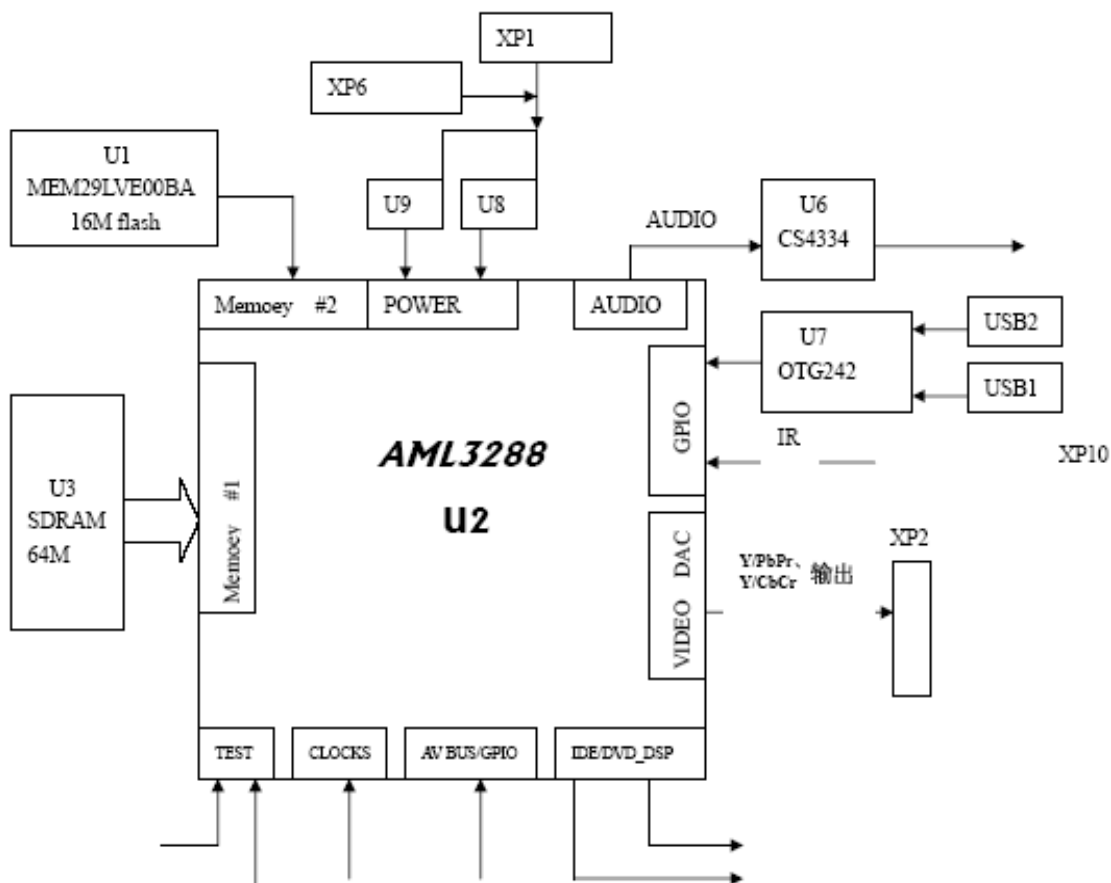 XP1
XP6
U1
MEM29LVE00BA
16M flash
U9
U8
AUDIO
U6
CS4334
Memoey #2
POWER
AUDIO
U7
OTG242
USB2
USB1
GPIO
IR
XP10
AML3288
U2
U3
SDRAM
64M
Memoey #1
VIDEO DAC
Y/PbPr、
Y/CbCr 输出
XP2
TEST
CLOCKS
AV BUS/GPIO
IDE/DVD_DSP